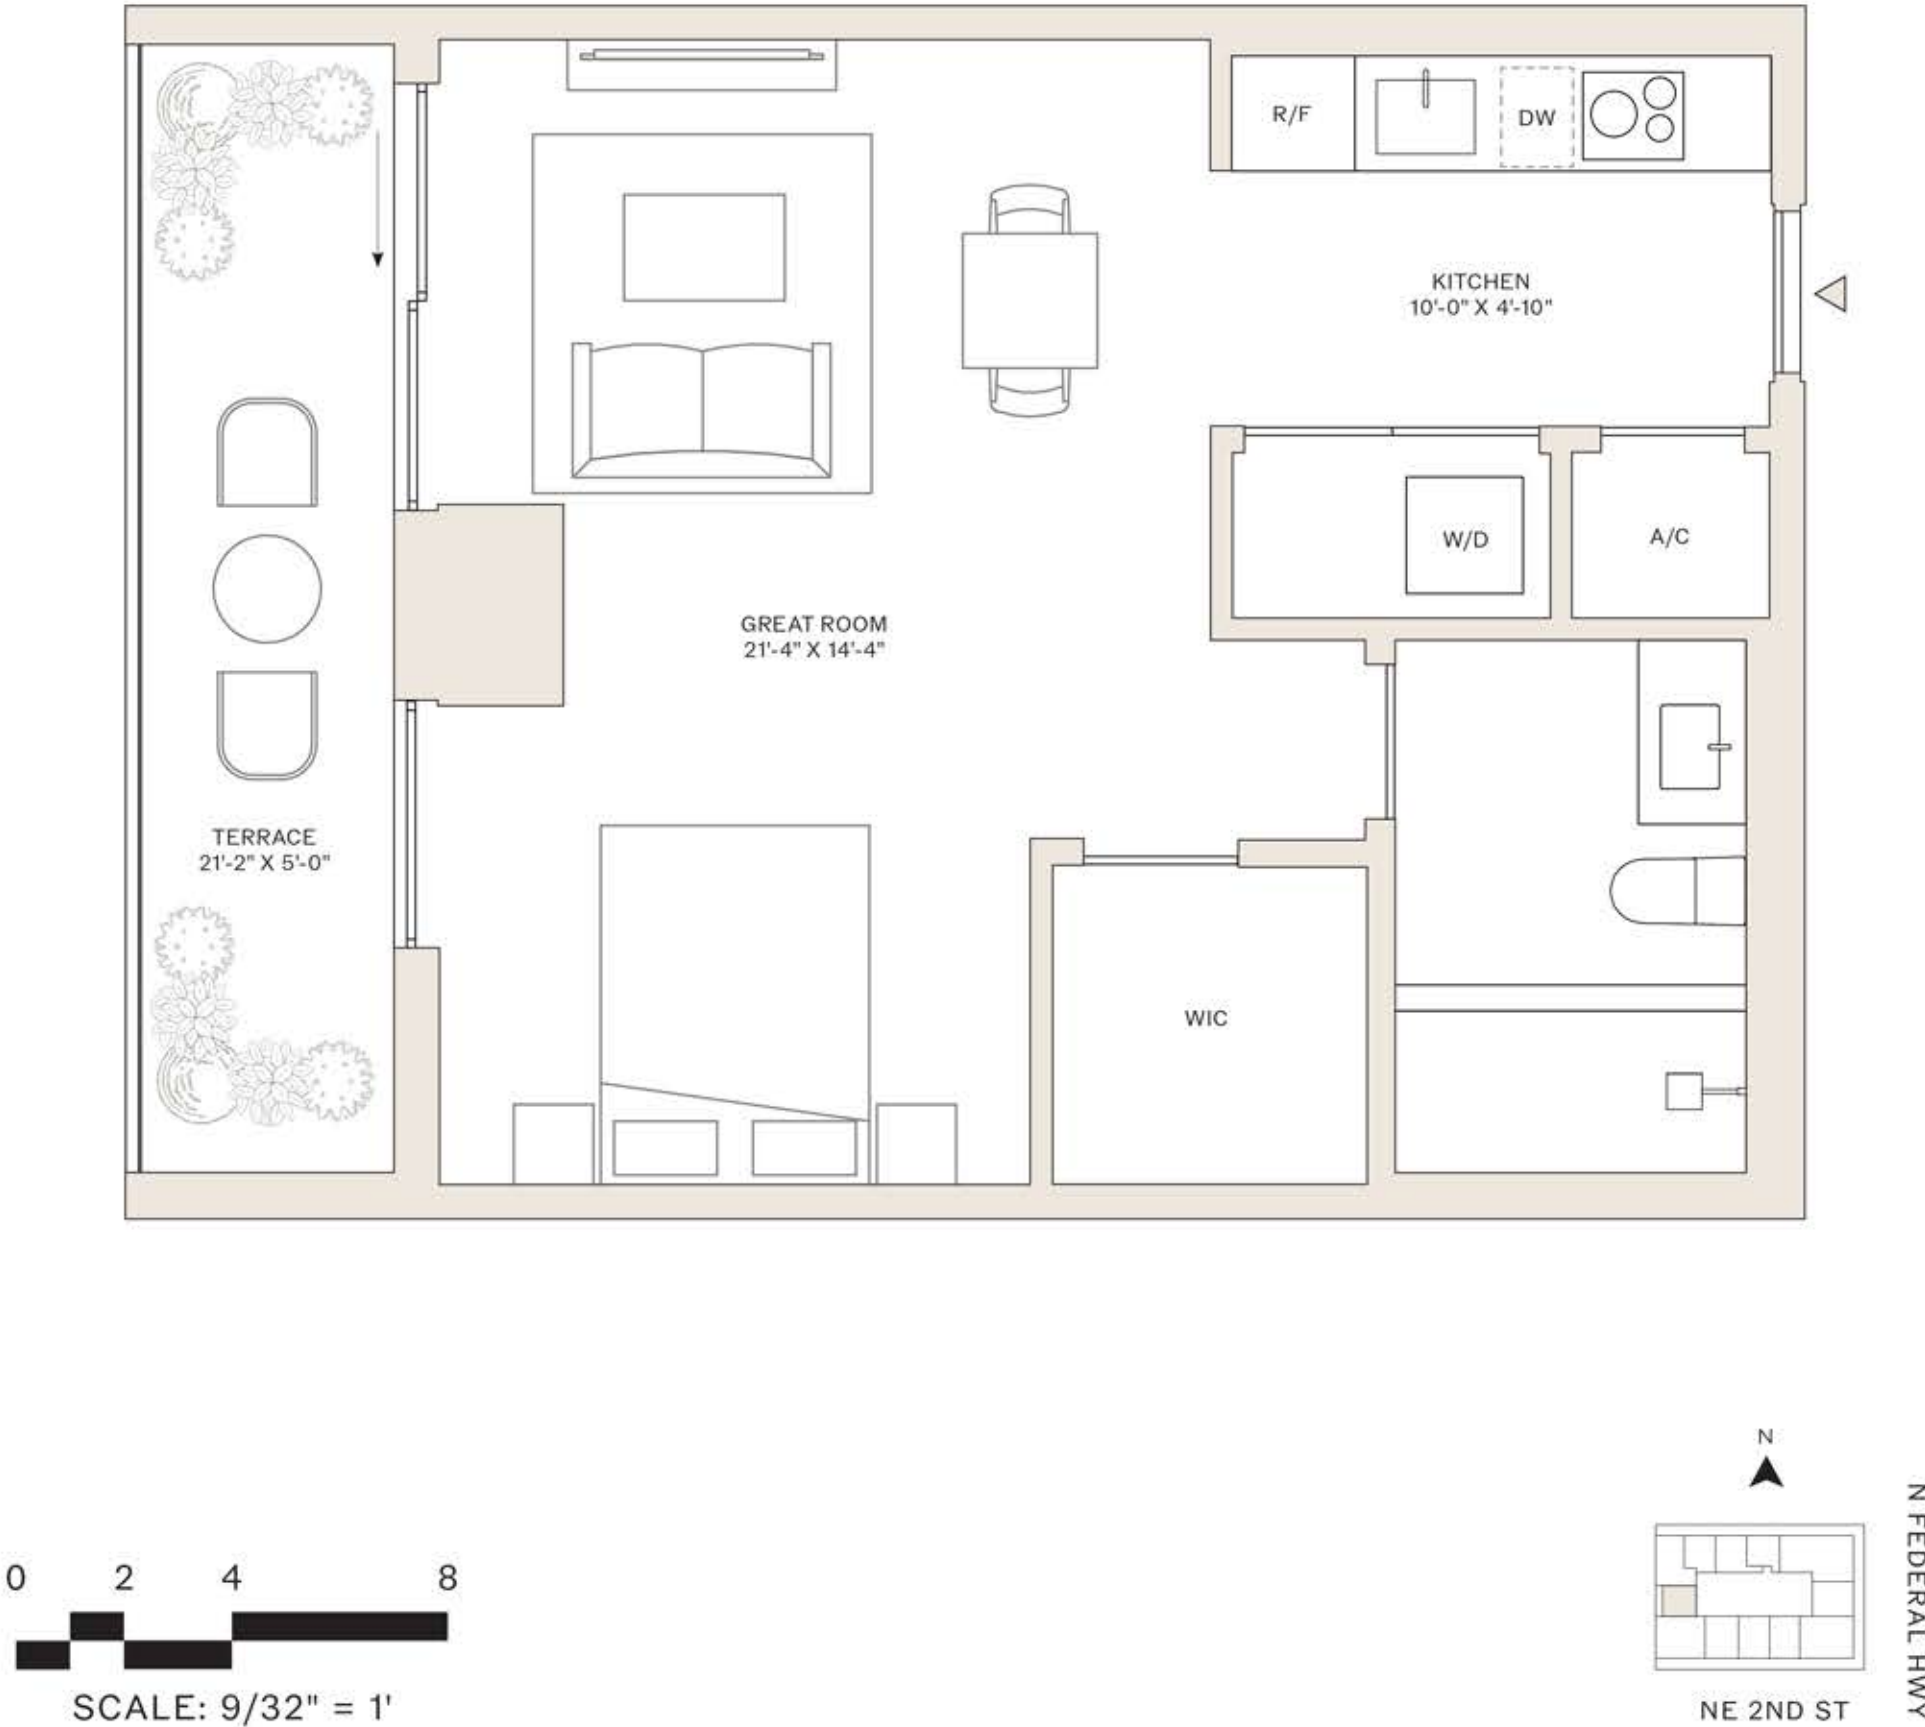 R/F
DW
KITCHEN
10'-0" X 4'-10"
W/D
A/C
GREAT ROOM
21'-4" X 14'-4"
TERRACE
21'-2" X 5'-0"
WIC
N
N FEDERAL HWY
0 2 4 8
SCALE: 9/32" = 1'
NE 2ND ST